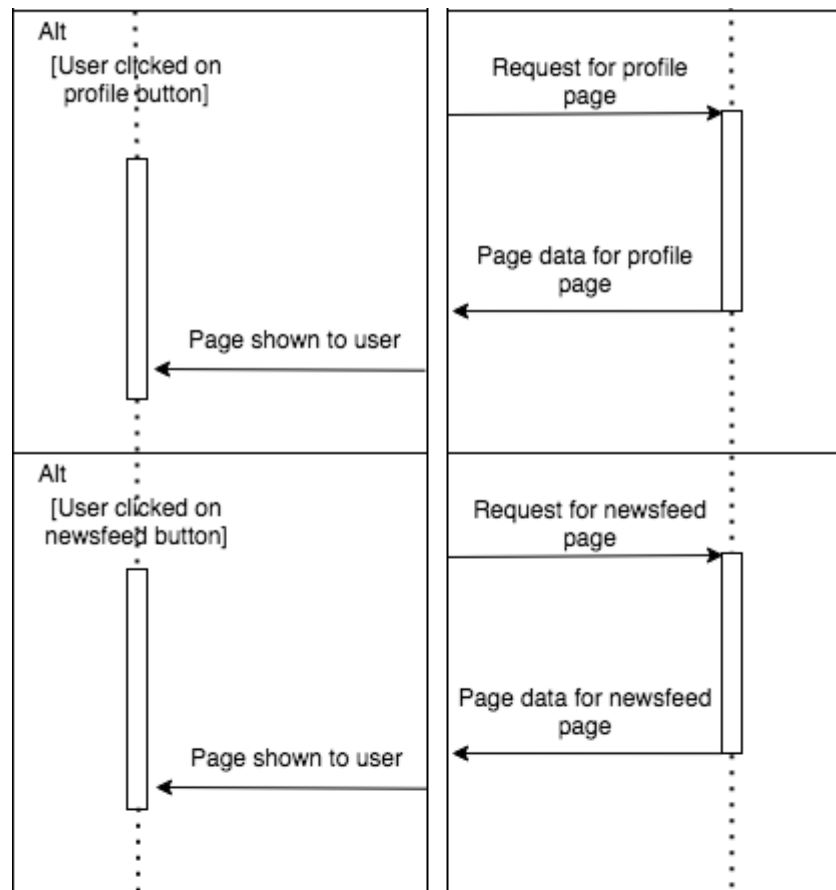 Alt
[User clicked on
profile button]
Request for profile
page
Page data for profile
page
Page shown to user
Alt
[User clicked on
newsfeed button]
Request for newsfeed
page
Page data for newsfeed
page
Page shown to user